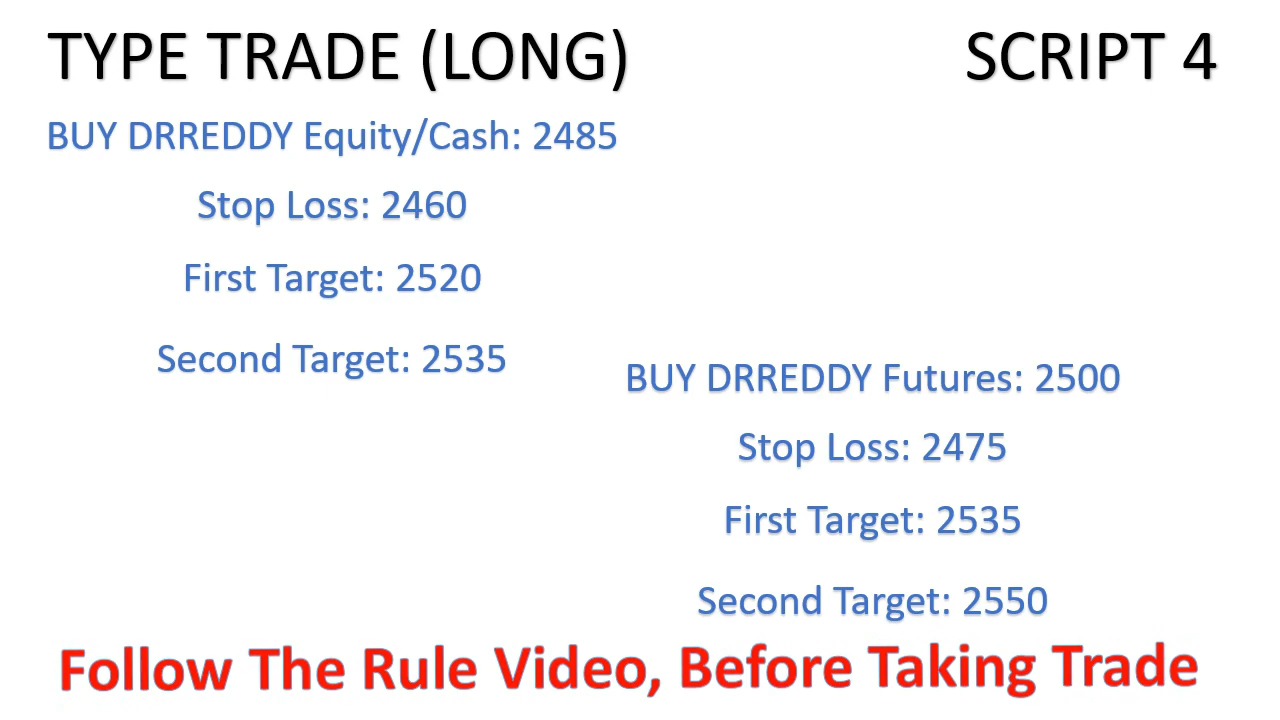 TYPE TRADE (LONG)
SCRIPT 4
BUY DRREDDY Equity/Cash: 2485
Stop Loss: 2460
First Target: 2520
Second Target: 2535
BUY DRREDDY Futures: 2500
Stop Loss: 2475
First Target: 2535
Second Target: 2550
Follow The Rule Video, Before Taking Trade